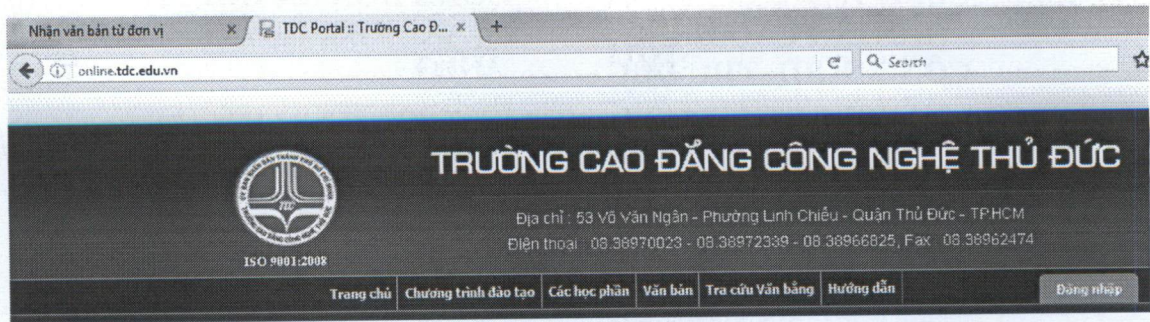 Nhận văn bản từ đơn vị
TDC Portal :: Trường Cao Đ...
online.tdc.edu.vn
Search
TRƯỜNG CAO ĐẲNG CÔNG NGHỆ THỦ ĐỨC
Địa chỉ : 53 Võ Văn Ngân - Phường Linh Chiểu - Quận Thủ Đức - TP.HCM
Điện thoại : 08.38970023 - 08.38972339 - 08.38966825, Fax : 08.38962474
TDC
ISO 9001:2008
Trang chủ Chương trình đào tạo Các học phần Văn bản Tra cứu Văn bằng Hướng dẫn Đăng nhập